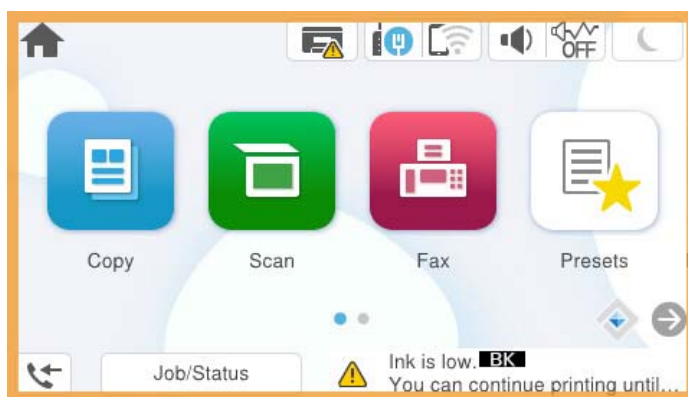 OFF
Copy Scan Fax Presets
Job/Status
Ink is low. BK
You can continue printing until...